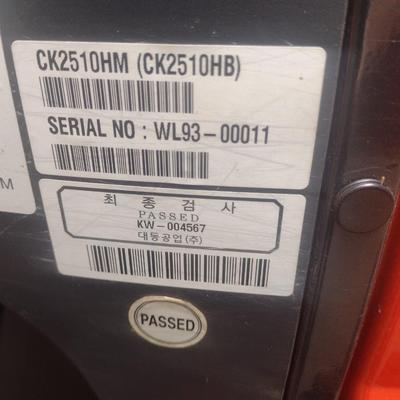 CK2510HM (CK2510HB)
SERIAL NO : WL93-00011
M
최 종 검 사
PASSED
KW-004567
대동공업(주)
PASSED